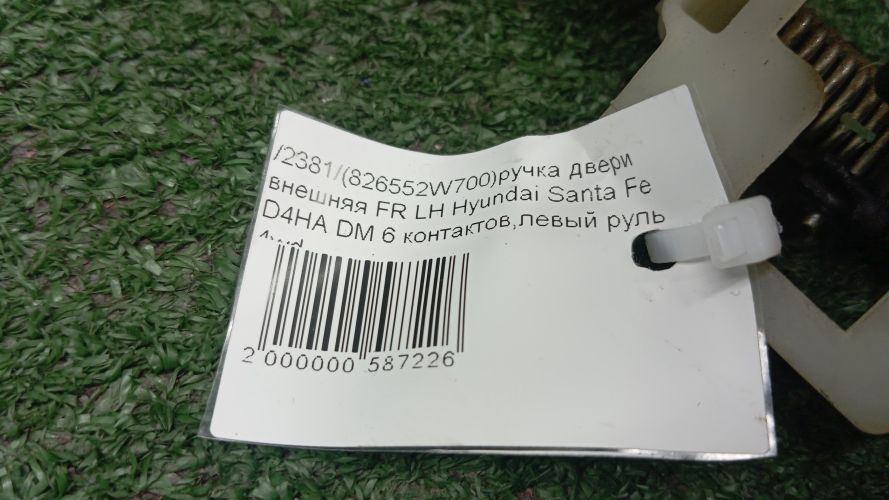 /2381/(826552W700)ручка двери
внешняя FR LH Hyundai Santa Fe
D4HA DM 6 контактов,левый руль
2 000000 587226